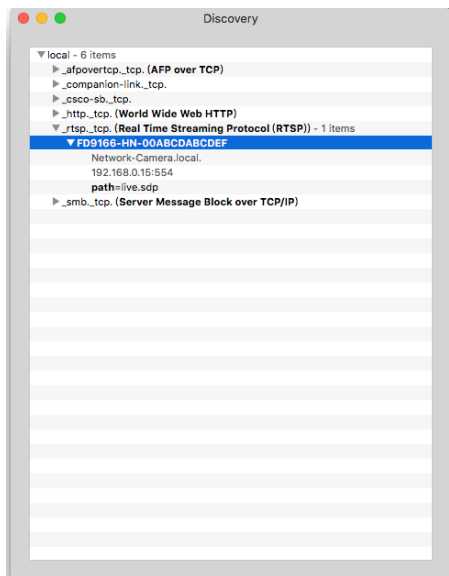 Discovery
local - 6 items
_afpovertcp._tcp. (AFP over TCP)
_companion-link._tcp.
_csco-sb._tcp.
_http._tcp. (World Wide Web HTTP)
_rtsp._tcp. (Real Time Streaming Protocol (RTSP)) - 1 items
FD9166-HN-00ABCDABCDEF
Network-Camera.local.
192.168.0.15:554
path=live.sdp
_smb._tcp. (Server Message Block over TCP/IP)